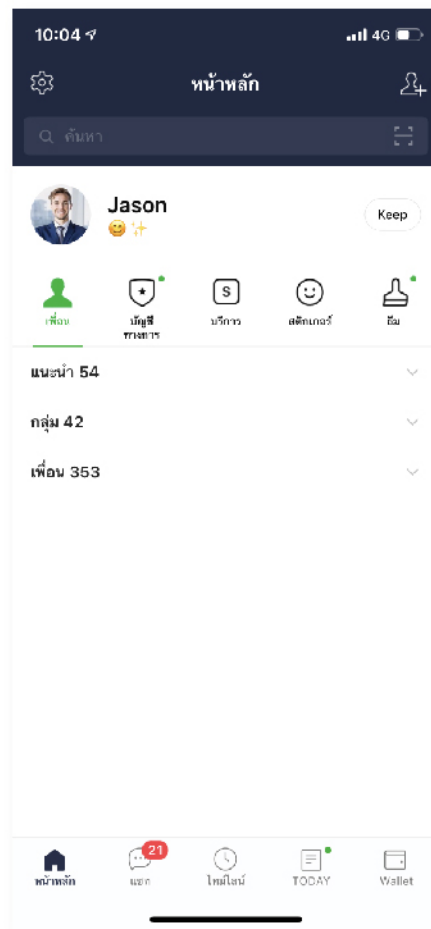 10:04
4G
หน้าหลัก
ค้นหา
Jason
Keep
เพื่อน
บัญชี
ทางการ
บริการ
สติกเกอร์
ธีม
แนะนำ 54
กลุ่ม 42
เพื่อน 353
21
หน้าหลัก
แชท
ไทม์ไลน์
TODAY
Wallet